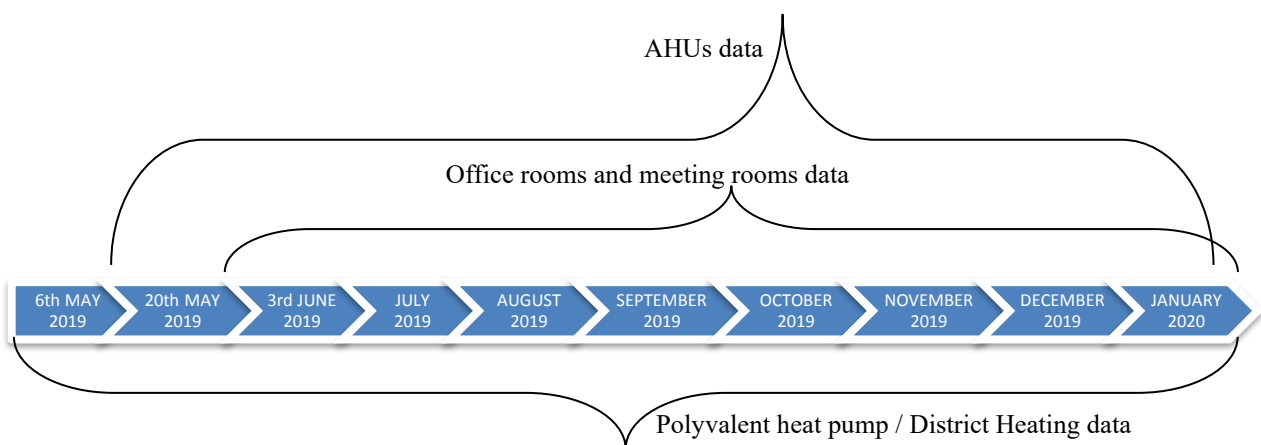 AHUs data
Office rooms and meeting rooms data
6th MAY
2019
20th MAY
2019
3rd JUNE
2019
JULY
2019
AUGUST
2019
SEPTEMBER
2019
OCTOBER
2019
NOVEMBER
2019
DECEMBER
2019
JANUARY
2020
Polyvalent heat pump / District Heating data